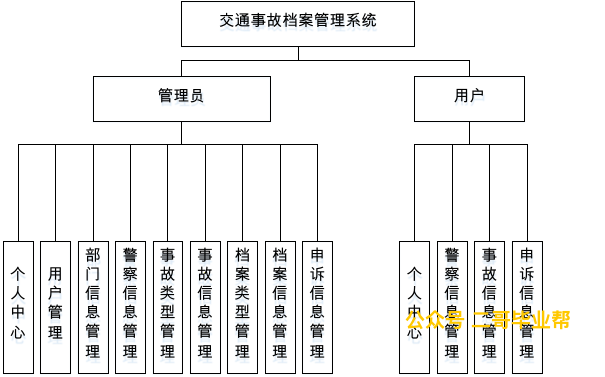 交通事故档案管理系统
管理员
用户
个人中心
用户管理
部门信息管理
警察信息管理
事故类型管理
事故信息管理
档案类型管理
档案信息管理
申诉信息管理
个人中心
警察信息管理
事故信息管理
申诉信息管理
公众号 二哥毕业帮